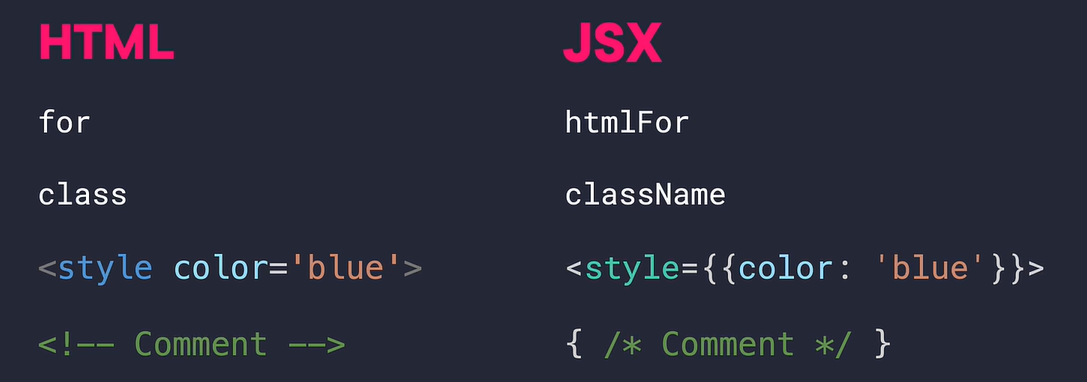 HTML JSX
for htmlFor
class className
<style color='blue'> <style={{color: 'blue'}}>
<!-- Comment --> { /* Comment */ }